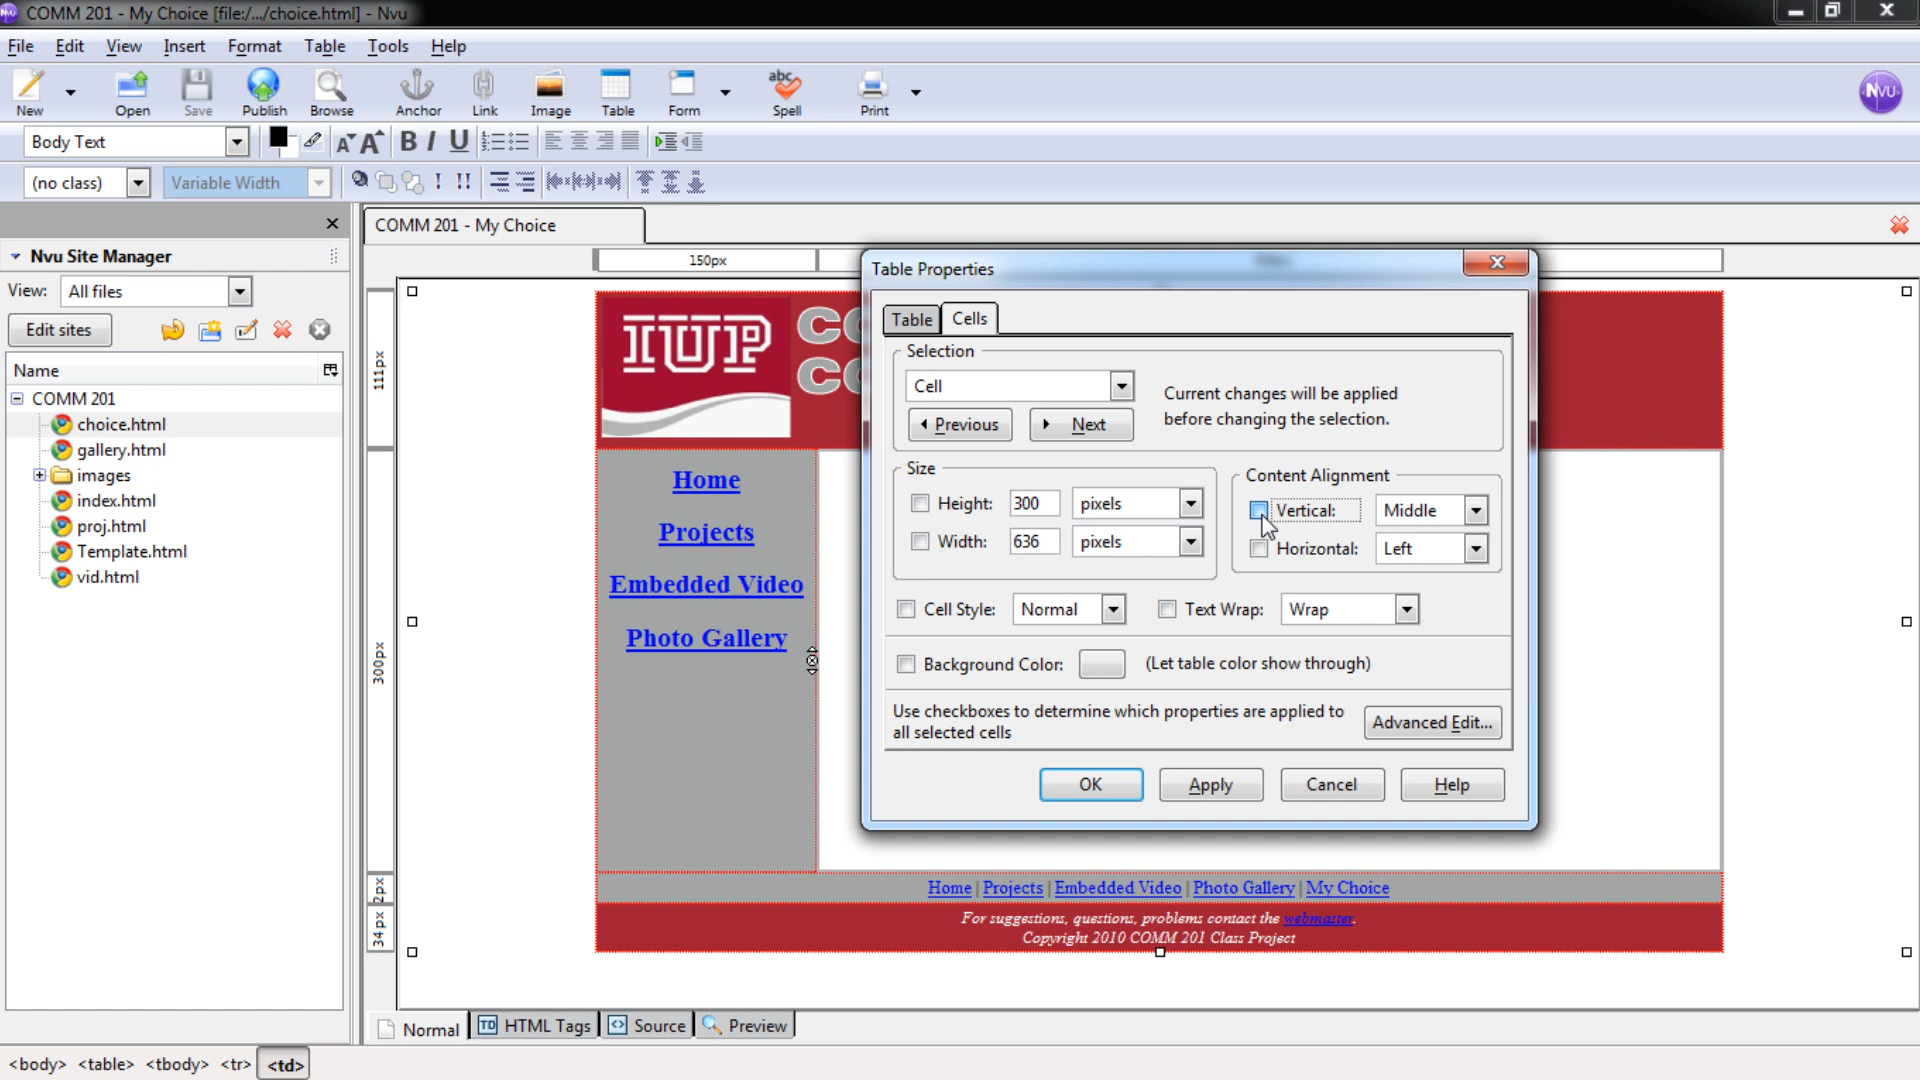 COMM 201 - My Choice [file:/.../choice.html] - Nvu
File Edit View Insert Format Table Tools Help
abc
New Open Save Publish Browse Anchor Link Image Table Form Spell Print
NVU
Body Text
B I U
(no class) Variable Width
COMM 201 - My Choice
Nvu Site Manager
150px
View: All files
Edit sites
Name
COMM 201
choice.html
gallery.html
images
index.html
proj.html
Template.html
vid.html
111px
300px
34 px
IUP
Home
Projects
Embedded Video
Photo Gallery
Table Properties
Table Cells
Selection
Cell
Previous Next
Current changes will be applied
before changing the selection.
Size
Height: 300 pixels
Width: 636 pixels
Content Alignment
Vertical: Middle
Horizontal: Left
Cell Style: Normal Text Wrap: Wrap
Background Color: (Let table color show through)
Use checkboxes to determine which properties are applied to
all selected cells
Advanced Edit...
OK Apply Cancel Help
Home | Projects | Embedded Video | Photo Gallery | My Choice
For suggestions, questions, problems contact the webmaster.
Copyright 2010 COMM 201 Class Project
Normal HTML Tags Source Preview
<body> <table> <tbody> <tr> <td>